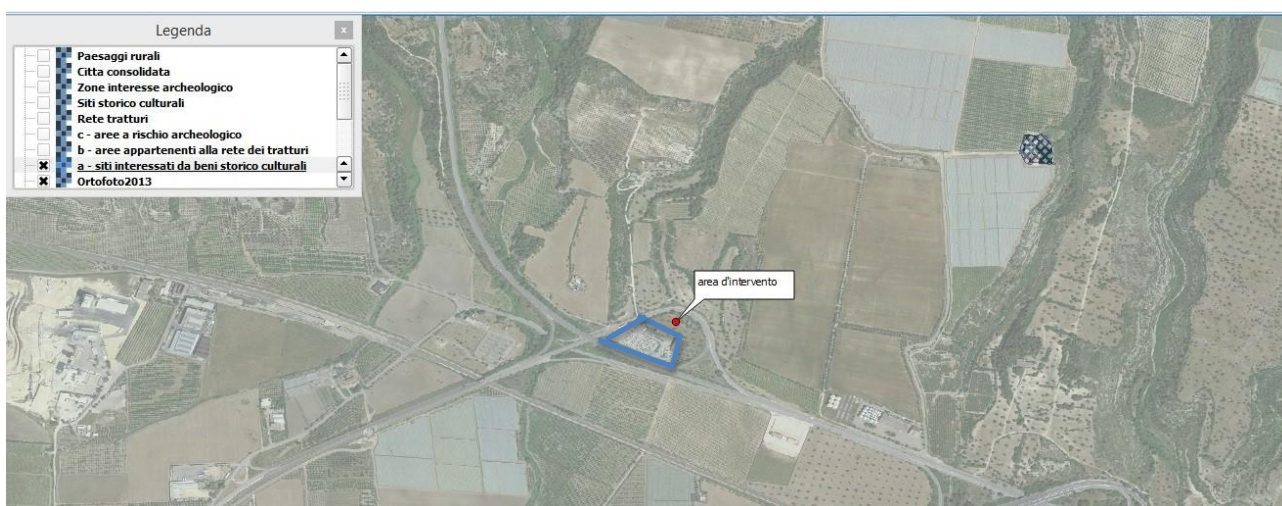 Legenda
x
Paesaggi rurali
Citta consolidata
Zone interesse archeologico
Siti storico culturali
Rete tratturi
c - aree a rischio archeologico
b - aree appartenenti alla rete dei tratturi
a - siti interessati da beni storico culturali
Ortofoto2013
area d'intervento